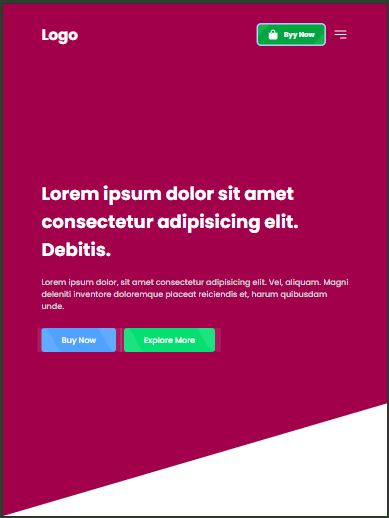 Logo
Byy Now
Lorem ipsum dolor sit amet
consectetur adipisicing elit.
Debitis.
Lorem ipsum dolor, sit amet consectetur adipisicing elit. Vel, aliquam. Magni
deleniti inventore doloremque placeat reiciendis et, harum quibusdam
unde.
Buy Now
Explore More